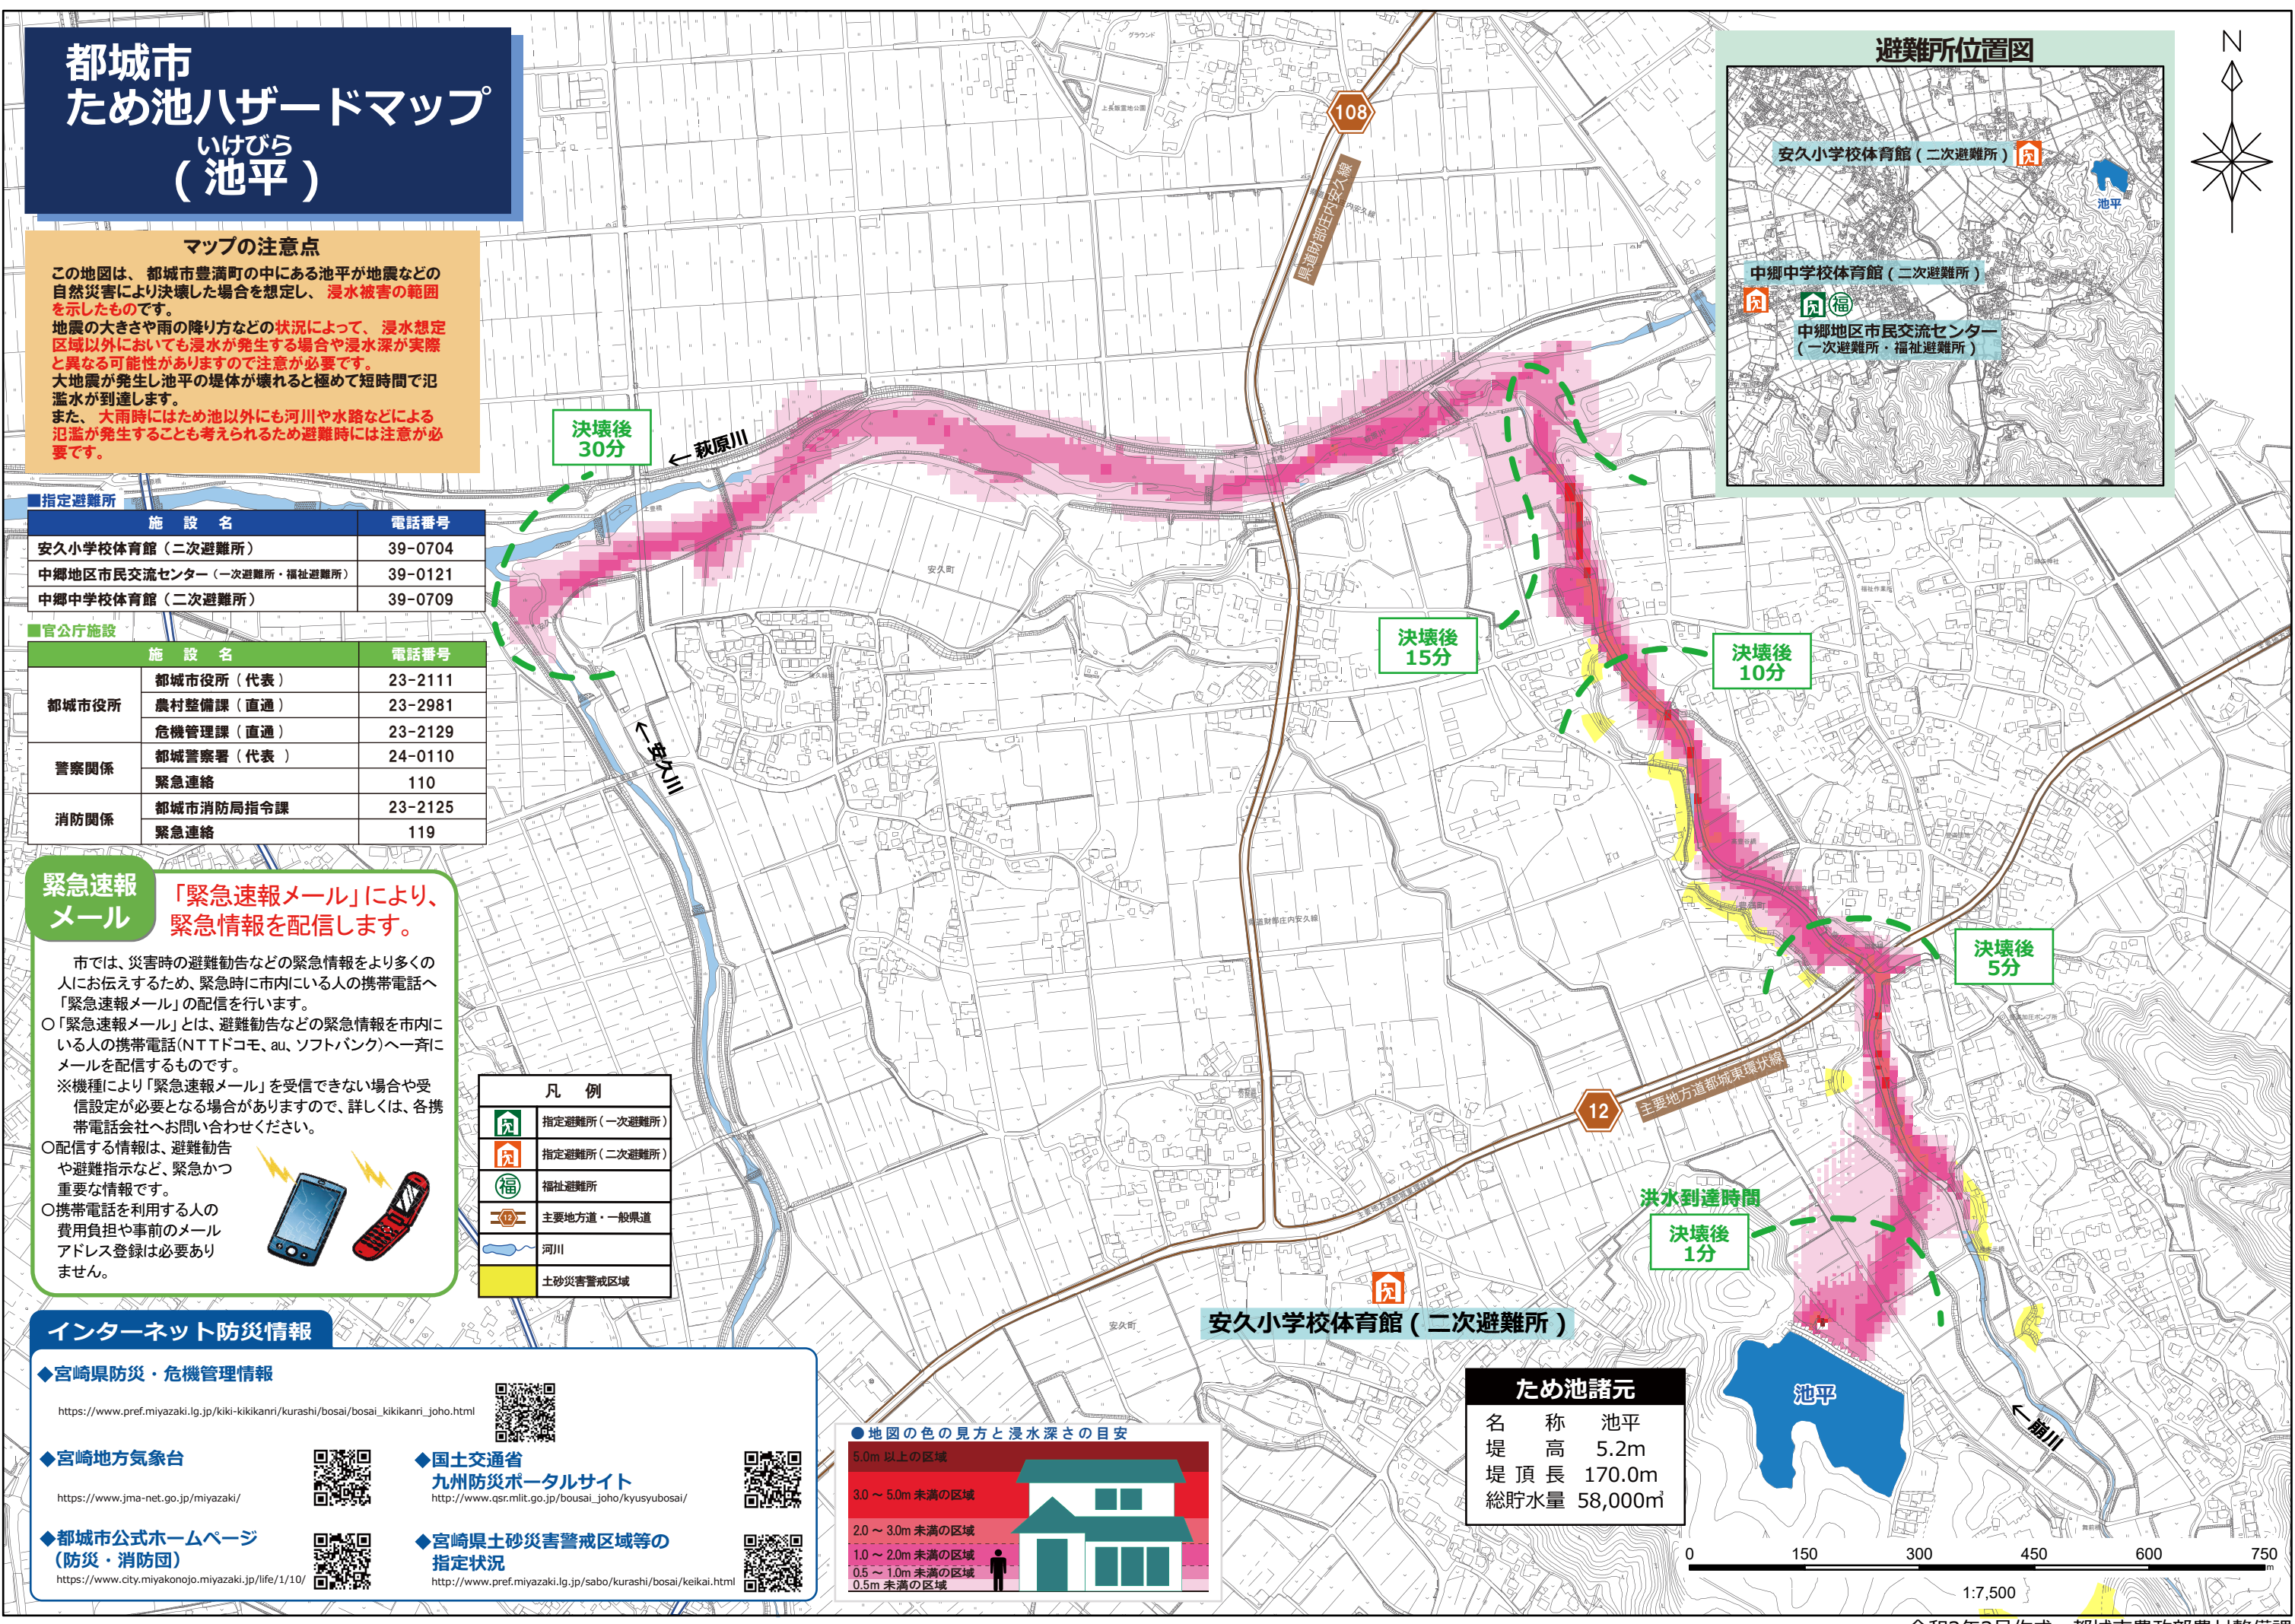 都城市
ため池ハザードマップ
いけびら
( 池平 )
マップの注意点
この地図は、 都城市豊満町の中にある池平が地震などの
自然災害により決壊した場合を想定し、 浸水被害の範囲
を示したものです。
地震の大きさや雨の降り方などの状況によって、 浸水想定
区域以外においても浸水が発生する場合や浸水深が実際
と異なる可能性がありますので注意が必要です。
大地震が発生し池平の堤体が壊れると極めて短時間で氾
濫水が到達します。
また、 大雨時にはため池以外にも河川や水路などによる
氾濫が発生することも考えられるため避難時には注意が必
要です。
■指定避難所
施 設 名 電話番号
安久小学校体育館（二次避難所） 39-0704
中郷地区市民交流センター（一次避難所・福祉避難所） 39-0121
中郷中学校体育館（二次避難所） 39-0709
■官公庁施設
施 設 名 電話番号
都城市役所 都城市役所（代表） 23-2111
農村整備課（直通） 23-2981
危機管理課（直通） 23-2129
警察関係 都城警察署（代表 ） 24-0110
緊急連絡 110
消防関係 都城市消防局指令課 23-2125
緊急連絡 119
緊急速報
メール
「緊急速報メール」により、
緊急情報を配信します。
市では、災害時の避難勧告などの緊急情報をより多くの
人にお伝えするため、緊急時に市内にいる人の携帯電話へ
「緊急速報メール」の配信を行います。
○「緊急速報メール」とは、避難勧告などの緊急情報を市内に
いる人の携帯電話(NTTドコモ、au、ソフトバンク)へ一斉に
メールを配信するものです。
※機種により「緊急速報メール」を受信できない場合や受
信設定が必要となる場合がありますので、詳しくは、各携
帯電話会社へお問い合わせください。
○配信する情報は、避難勧告
や避難指示など、緊急かつ
重要な情報です。
○携帯電話を利用する人の
費用負担や事前のメール
アドレス登録は必要あり
ません。
凡 例
指定避難所（一次避難所）
指定避難所（二次避難所）
福 福祉避難所
12 主要地方道・一般県道
河川
土砂災害警戒区域
インターネット防災情報
◆宮崎県防災・危機管理情報
https://www.pref.miyazaki.lg.jp/kiki-kikikanri/kurashi/bosai/bosai_kikikanri_joho.html
◆宮崎地方気象台
https://www.jma-net.go.jp/miyazaki/
◆国土交通省
九州防災ポータルサイト
http://www.qsr.mlit.go.jp/bousai_joho/kyusyubosai/
◆都城市公式ホームページ
（防災・消防団）
https://www.city.miyakonojo.miyazaki.jp/life/1/10/
◆宮崎県土砂災害警戒区域等の
指定状況
http://www.pref.miyazaki.lg.jp/sabo/kurashi/bosai/keikai.html
●地図の色の見方と浸水深さの目安
5.0m 以上の区域
3.0 ～ 5.0m 未満の区域
2.0 ～ 3.0m 未満の区域
1.0 ～ 2.0m 未満の区域
0.5 ～ 1.0m 未満の区域
0.5m 未満の区域
ため池諸元
名 称 池平
堤 高 5.2m
堤 頂 長 170.0m
総貯水量 58,000㎥
避難所位置図
安久小学校体育館（二次避難所）
池平
中郷中学校体育館（二次避難所）
福
中郷地区市民交流センター
（一次避難所・福祉避難所）
N
グラウンド
上長飯霊地公園
108
県道財部庄内安久線
決壊後
30分
←萩原川
安久町
決壊後
15分
決壊後
10分
←安久川
県道財部庄内安久線
決壊後
5分
12
主要地方道都城東環状線
主要地方道都城東環状線
洪水到達時間
決壊後
1分
安久小学校体育館 ( 二次避難所 )
安久町
池平
←崩川
0 150 300 450 600 750
m
1:7,500